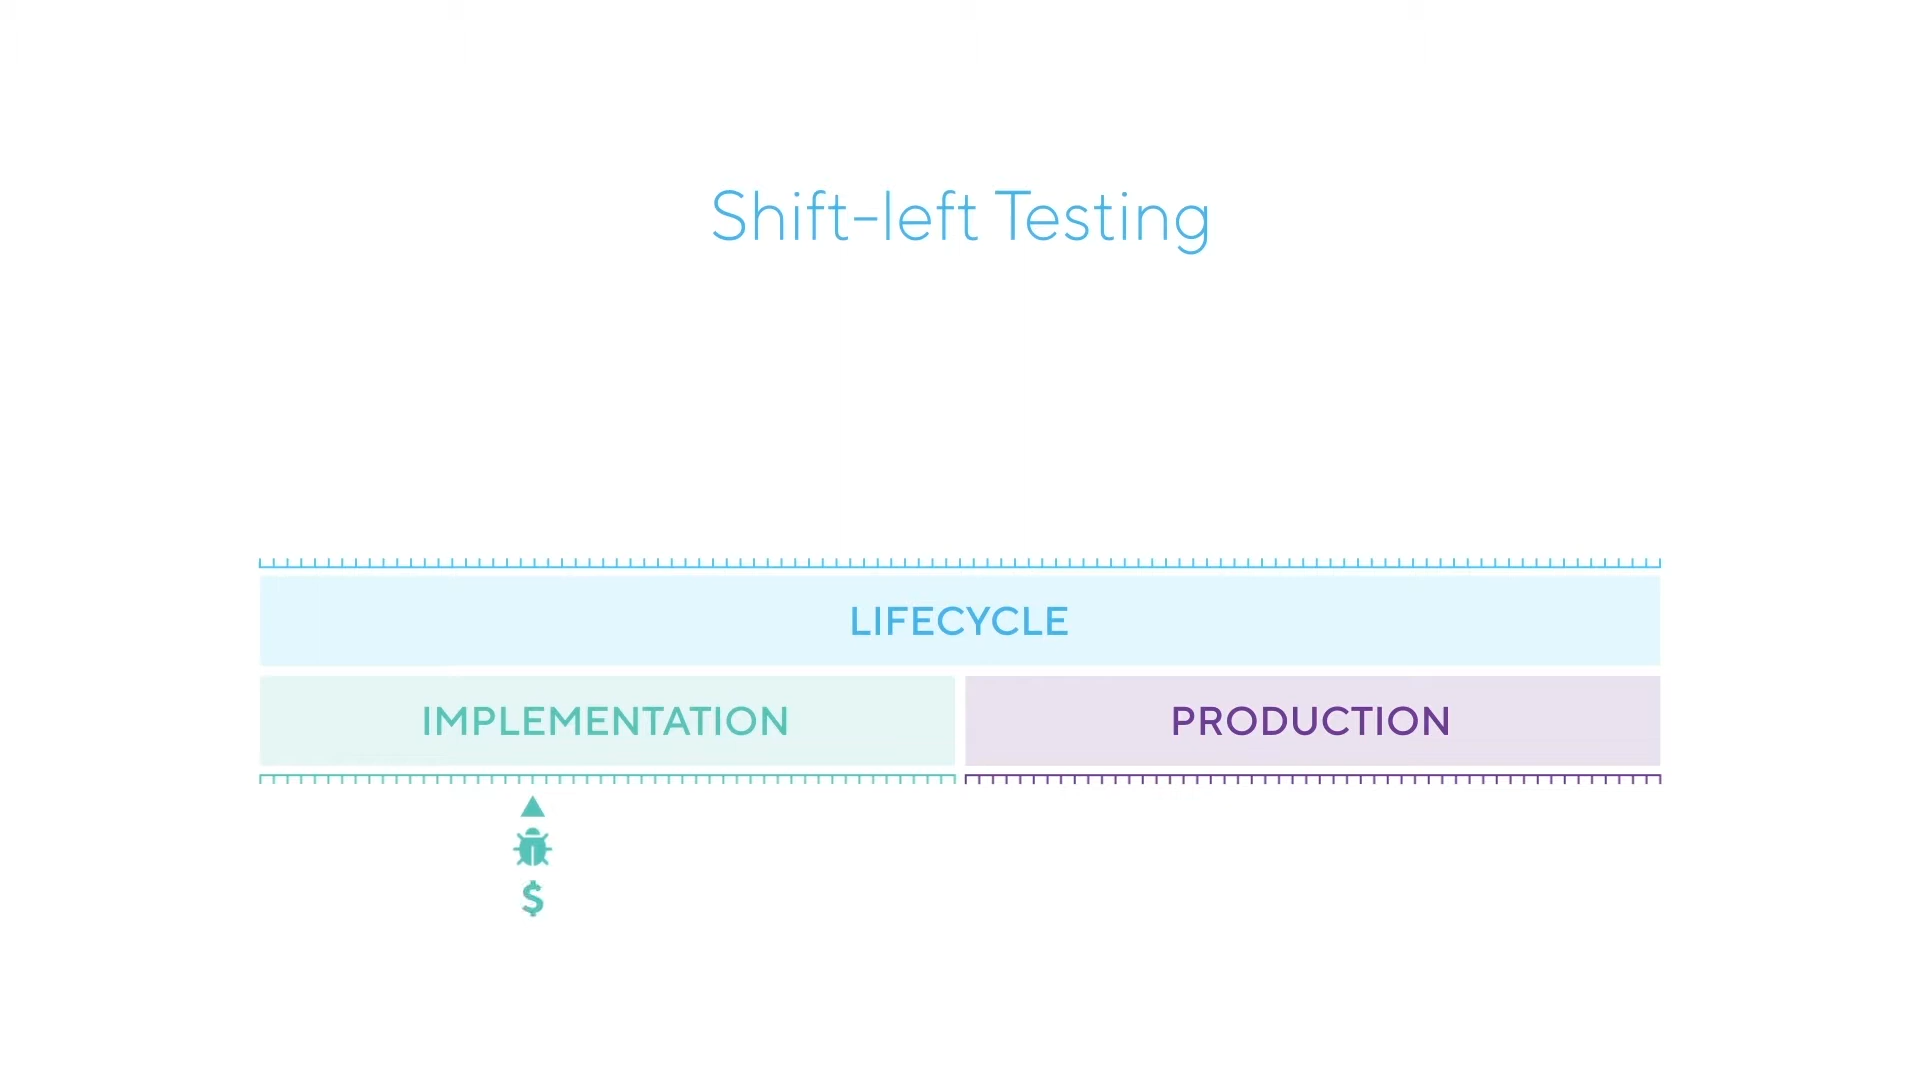 Shift-left Testing
LIFECYCLE
IMPLEMENTATION
PRODUCTION
$